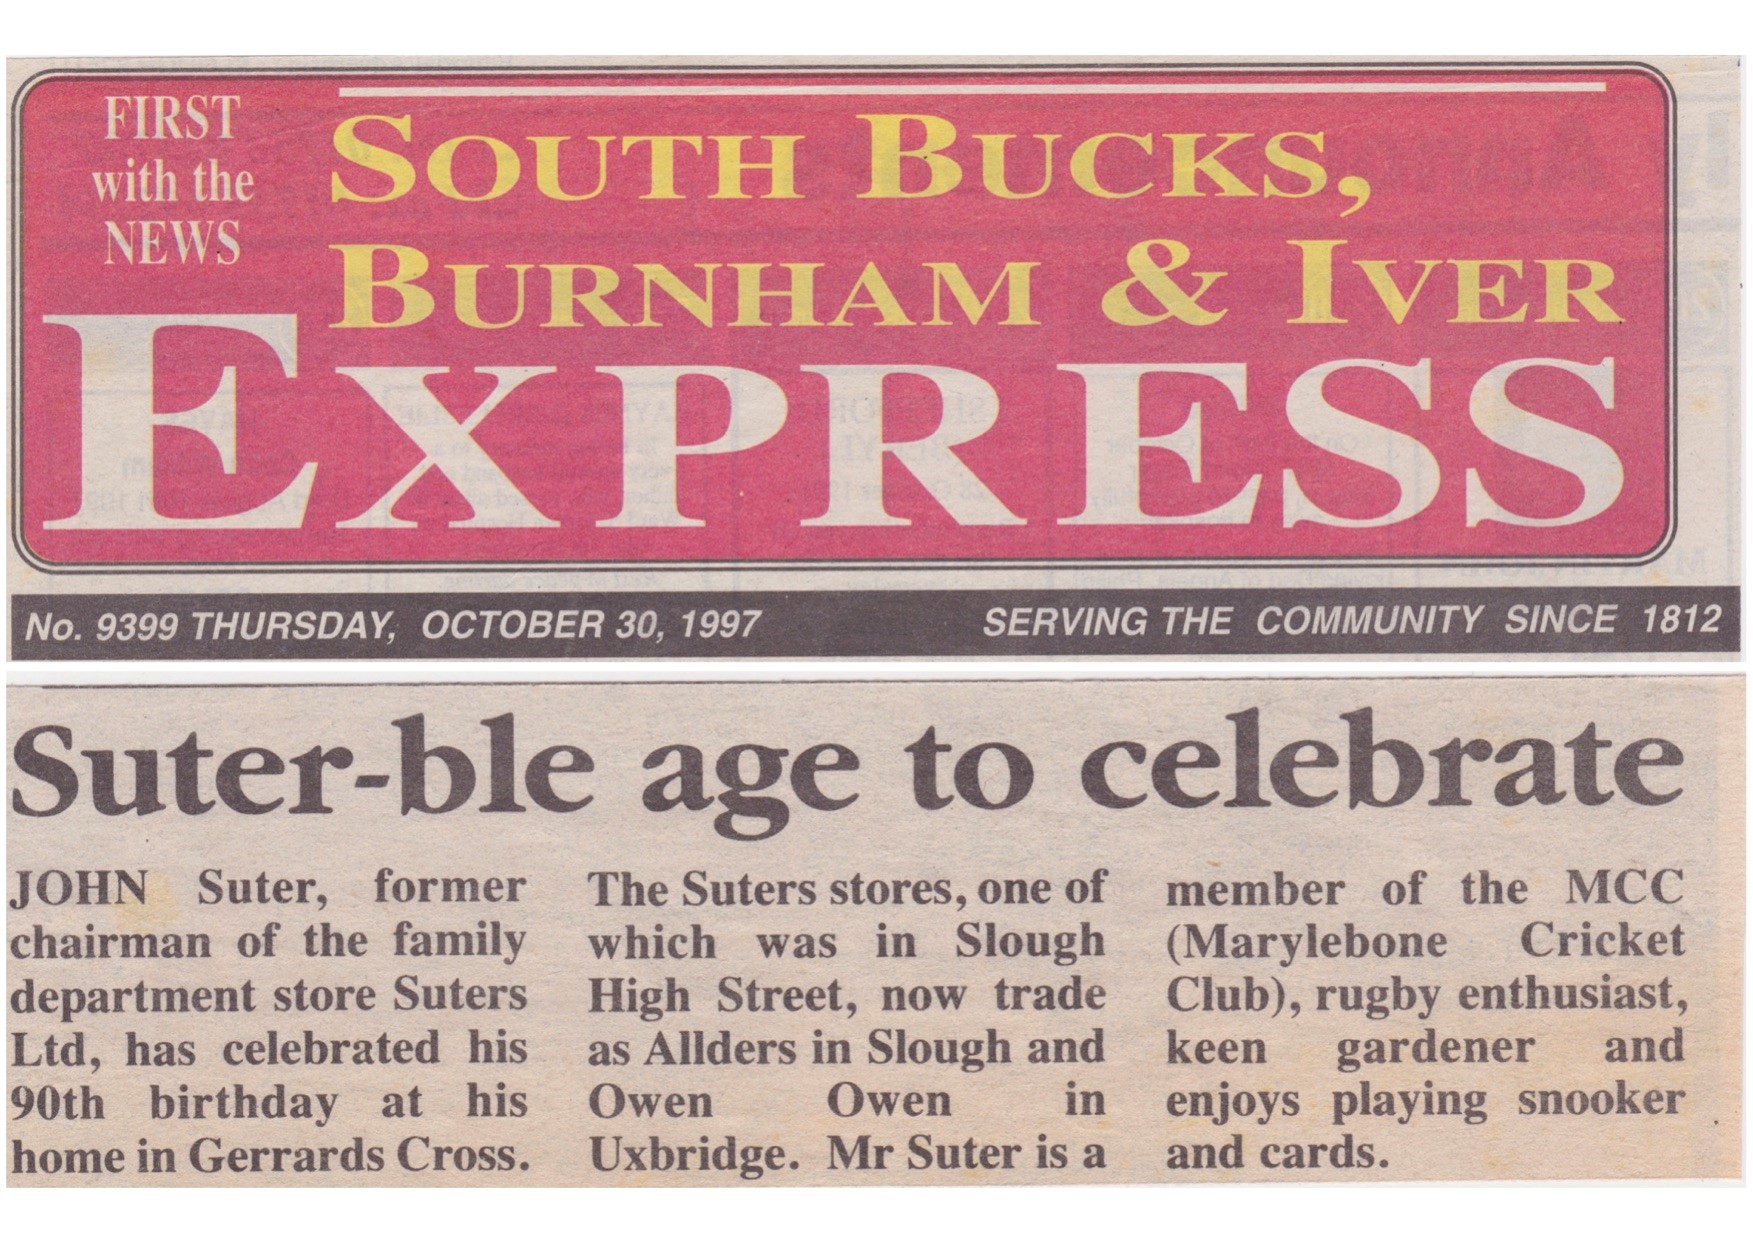 FIRST
with the
NEWS
SOUTH BUCKS,
BURNHAM & IVER
EXPRESS
No. 9399 THURSDAY, OCTOBER 30, 1997 SERVING THE COMMUNITY SINCE 1812
Suter-ble age to celebrate
JOHN Suter, former
chairman of the family
department store Suters
Ltd, has celebrated his
90th birthday at his
home in Gerrards Cross.
The Suters stores, one of
which was in Slough
High Street, now trade
as Allders in Slough and
Owen Owen in
Uxbridge. Mr Suter is a
member of the MCC
(Marylebone Cricket
Club), rugby enthusiast,
keen gardener and
enjoys playing snooker
and cards.